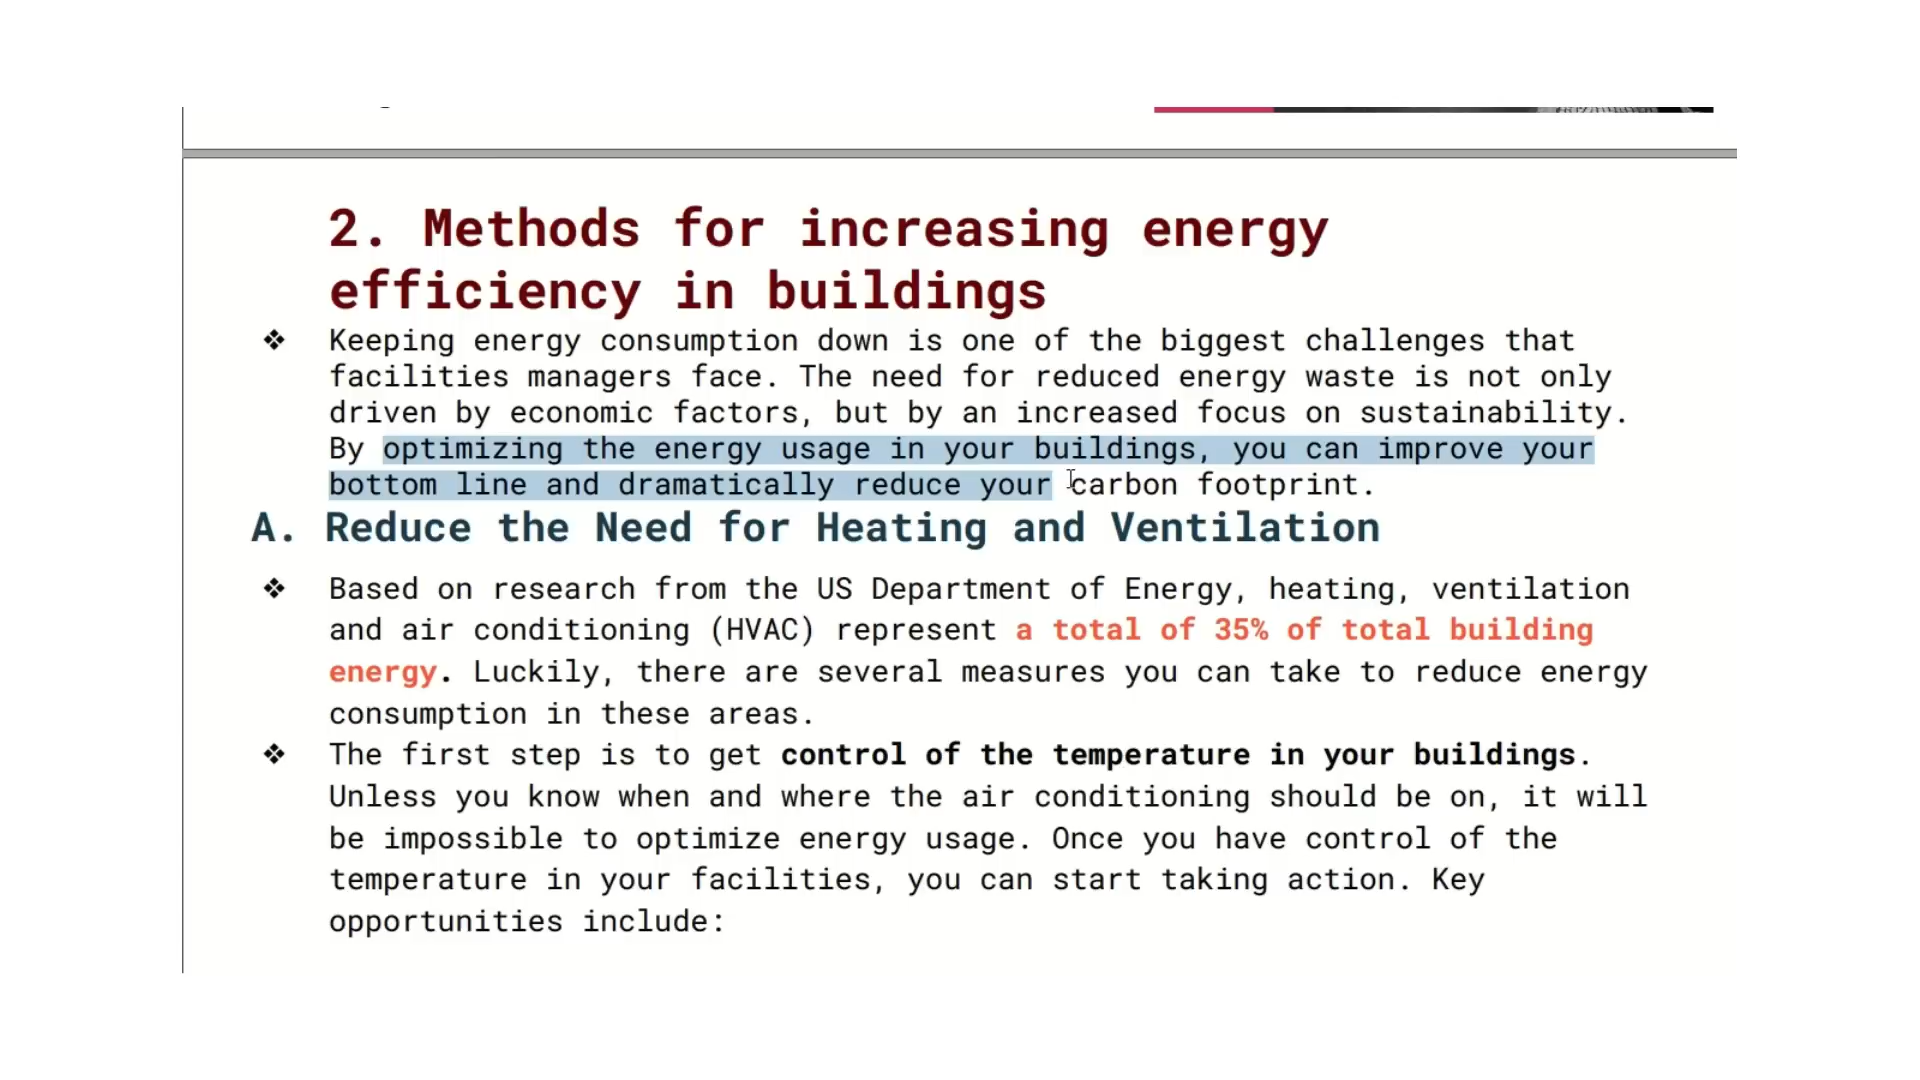 2. Methods for increasing energy
efficiency in buildings
❖ Keeping energy consumption down is one of the biggest challenges that
facilities managers face. The need for reduced energy waste is not only
driven by economic factors, but by an increased focus on sustainability.
By optimizing the energy usage in your buildings, you can improve your
bottom line and dramatically reduce your carbon footprint.
A. Reduce the Need for Heating and Ventilation
❖ Based on research from the US Department of Energy, heating, ventilation
and air conditioning (HVAC) represent a total of 35% of total building
energy. Luckily, there are several measures you can take to reduce energy
consumption in these areas.
❖ The first step is to get control of the temperature in your buildings.
Unless you know when and where the air conditioning should be on, it will
be impossible to optimize energy usage. Once you have control of the
temperature in your facilities, you can start taking action. Key
opportunities include: